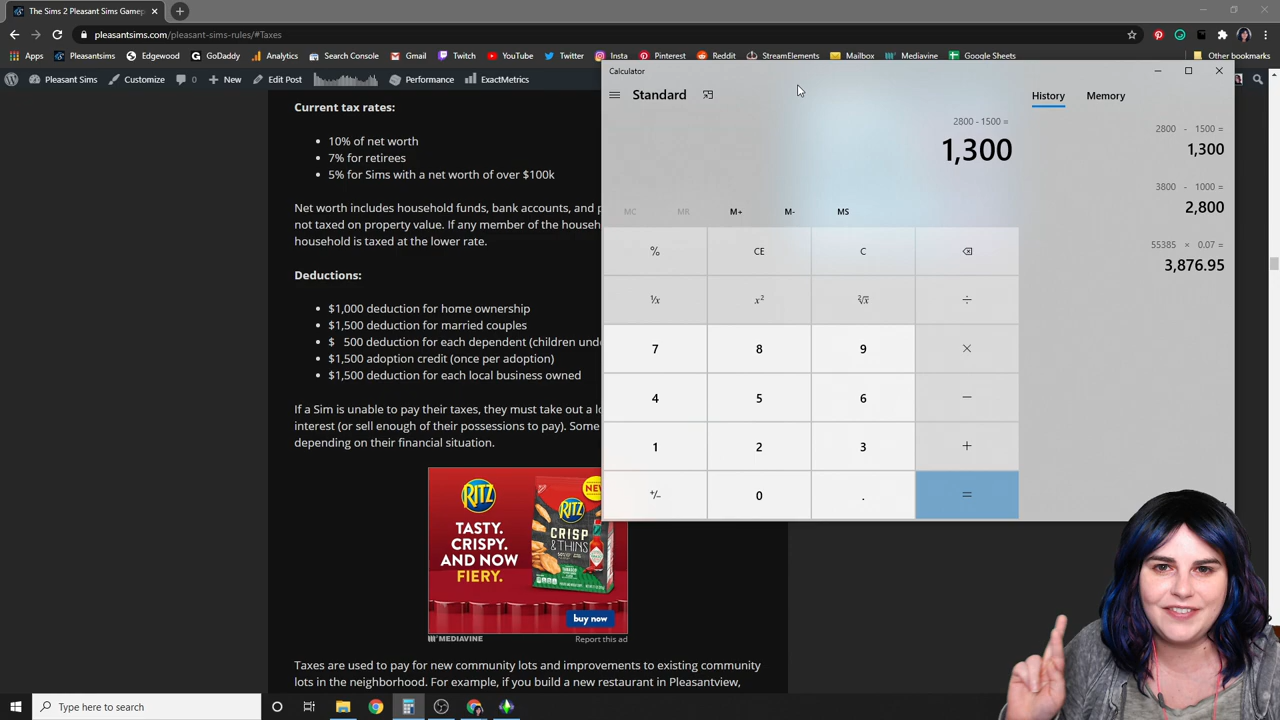 The Sims 2 Pleasant Sims Gamep
pleasantsims.com/pleasant-sims-rules/#Taxes
Apps Pleasantsims Edgewood GoDaddy Analytics Search Console Gmail Twitch YouTube Twitter Insta Pinterest Reddit StreamElements Mailbox Mediavine Google Sheets Other bookmarks
Pleasant Sims Customize 0 New Edit Post Performance ExactMetrics
Current tax rates:
10% of net worth
7% for retirees
5% for Sims with a net worth of over $100k
Net worth includes household funds, bank accounts, and
not taxed on property value. If any member of the househ
household is taxed at the lower rate.
Deductions:
$1,000 deduction for home ownership
$1,500 deduction for married couples
$ 500 deduction for each dependent (children und
$1,500 adoption credit (once per adoption)
$1,500 deduction for each local business owned
If a Sim is unable to pay their taxes, they must take out a lo
interest (or sell enough of their possessions to pay). Some
depending on their financial situation.
RITZ
NEW
RITZ
CRISP
& THINS
TASTY.
CRISPY.
AND NOW
FIERY.
buy now
MEDIAVINE
Report this ad
Taxes are used to pay for new community lots and improvements to existing community
lots in the neighborhood. For example, if you build a new restaurant in Pleasantview,
Calculator
Standard
History Memory
2800 - 1500 =
1,300
MC MR M+ M- MS
% CE C
⅟x x² ²√x ÷
7 8 9 ×
4 5 6 −
1 2 3 +
+/- 0 . =
2800 - 1500 =
1,300
3800 - 1000 =
2,800
55385 × 0.07 =
3,876.95
Type here to search